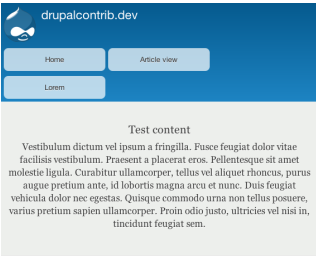 drupalcontrib.dev
Home
Article view
Lorem
Test content
Vestibulum dictum vel ipsum a fringilla. Fusce feugiat dolor vitae
facilisis vestibulum. Praesent a placerat eros. Pellentesque sit amet
molestie ligula. Curabitur ullamcorper, tellus vel aliquet rhoncus, purus
augue pretium ante, id lobortis magna arcu et nunc. Duis feugiat
vehicula dolor nec egestas. Quisque commodo urna non tellus posuere,
varius pretium sapien ullamcorper. Proin odio justo, ultricies vel nisi in,
tincidunt feugiat sem.